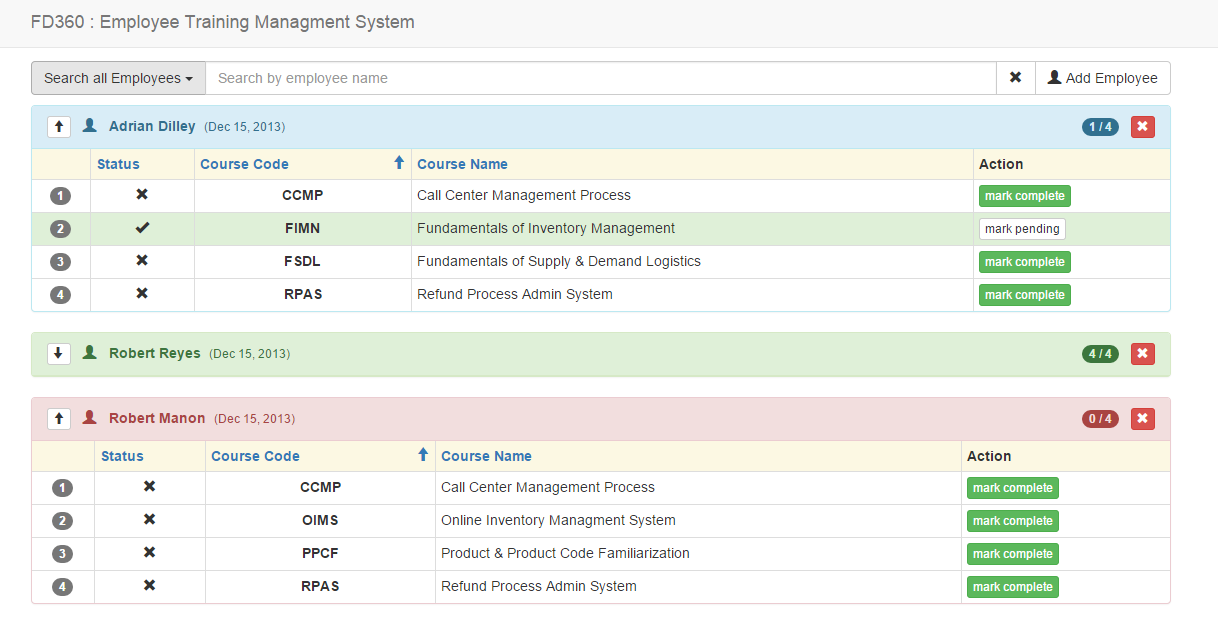 FD360 : Employee Training Managment System
Search all Employees Search by employee name Add Employee
Adrian Dilley (Dec 15, 2013) 1 / 4
Status Course Code Course Name Action
1 CCMP Call Center Management Process mark complete
2 FIMN Fundamentals of Inventory Management mark pending
3 FSDL Fundamentals of Supply & Demand Logistics mark complete
4 RPAS Refund Process Admin System mark complete
Robert Reyes (Dec 15, 2013) 4 / 4
Robert Manon (Dec 15, 2013) 0 / 4
Status Course Code Course Name Action
1 CCMP Call Center Management Process mark complete
2 OIMS Online Inventory Managment System mark complete
3 PPCF Product & Product Code Familiarization mark complete
4 RPAS Refund Process Admin System mark complete